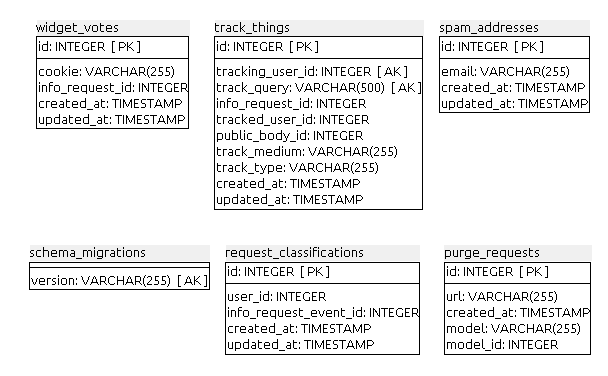 widget_votes
id: INTEGER [ PK ]
cookie: VARCHAR(255)
info_request_id: INTEGER
created_at: TIMESTAMP
updated_at: TIMESTAMP
track_things
id: INTEGER [ PK ]
tracking_user_id: INTEGER [ AK ]
track_query: VARCHAR(500) [ AK ]
info_request_id: INTEGER
tracked_user_id: INTEGER
public_body_id: INTEGER
track_medium: VARCHAR(255)
track_type: VARCHAR(255)
created_at: TIMESTAMP
updated_at: TIMESTAMP
spam_addresses
id: INTEGER [ PK ]
email: VARCHAR(255)
created_at: TIMESTAMP
updated_at: TIMESTAMP
schema_migrations
version: VARCHAR(255) [ AK ]
request_classifications
id: INTEGER [ PK ]
user_id: INTEGER
info_request_event_id: INTEGER
created_at: TIMESTAMP
updated_at: TIMESTAMP
purge_requests
id: INTEGER [ PK ]
url: VARCHAR(255)
created_at: TIMESTAMP
model: VARCHAR(255)
model_id: INTEGER